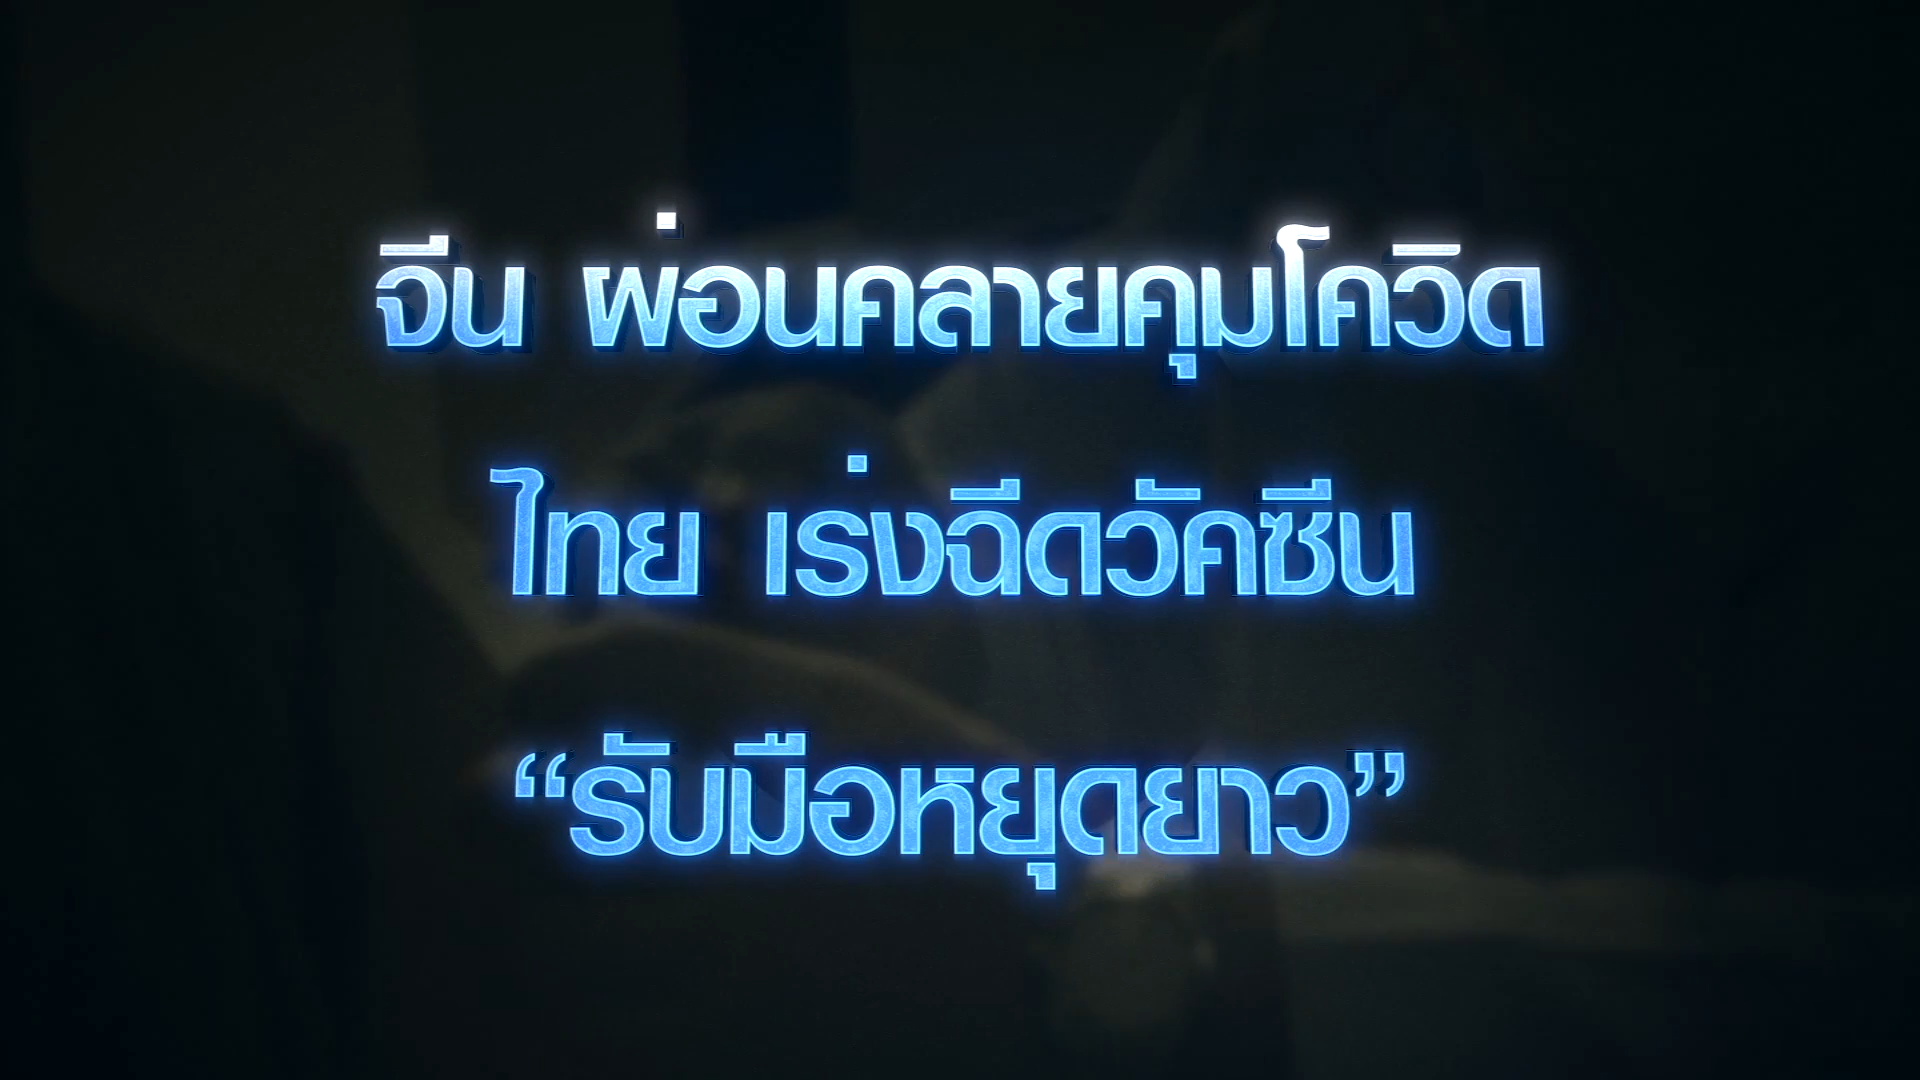 จีน ผ่อนคลายคุมโควิด
ไทย เร่งฉีดวัคซีน
“รับมือหยุดยาว”